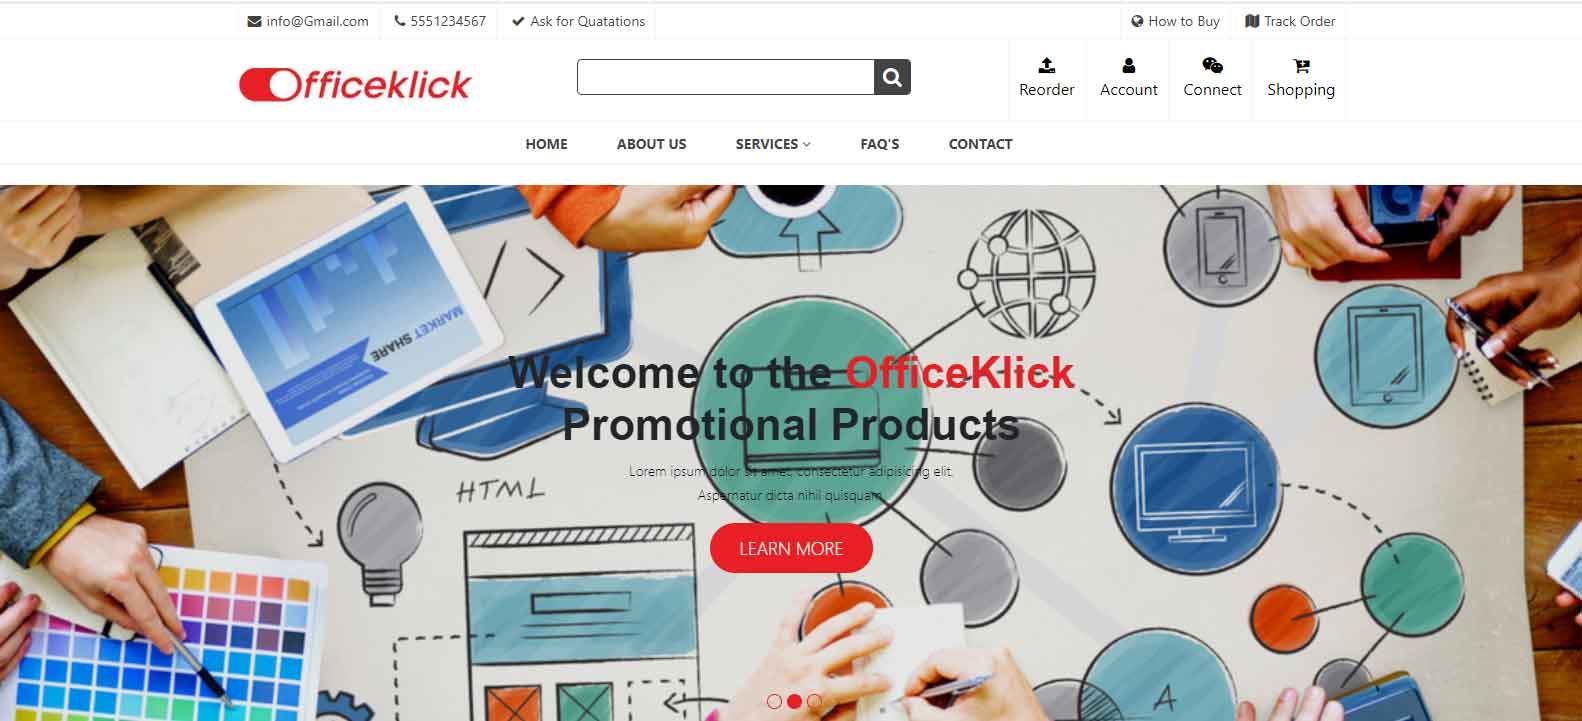 info@Gmail.com 5551234567 Ask for Quatations How to Buy Track Order
Officeklick
Reorder Account Connect Shopping
HOME ABOUT US SERVICES FAQ'S CONTACT
MARKET SHARE
Welcome to the OfficeKlick
Promotional Products
Lorem ipsum dolor sit amet, consectetur adipisicing elit.
Aspernatur dicta nihil quisquam.
HTML
LEARN MORE
A